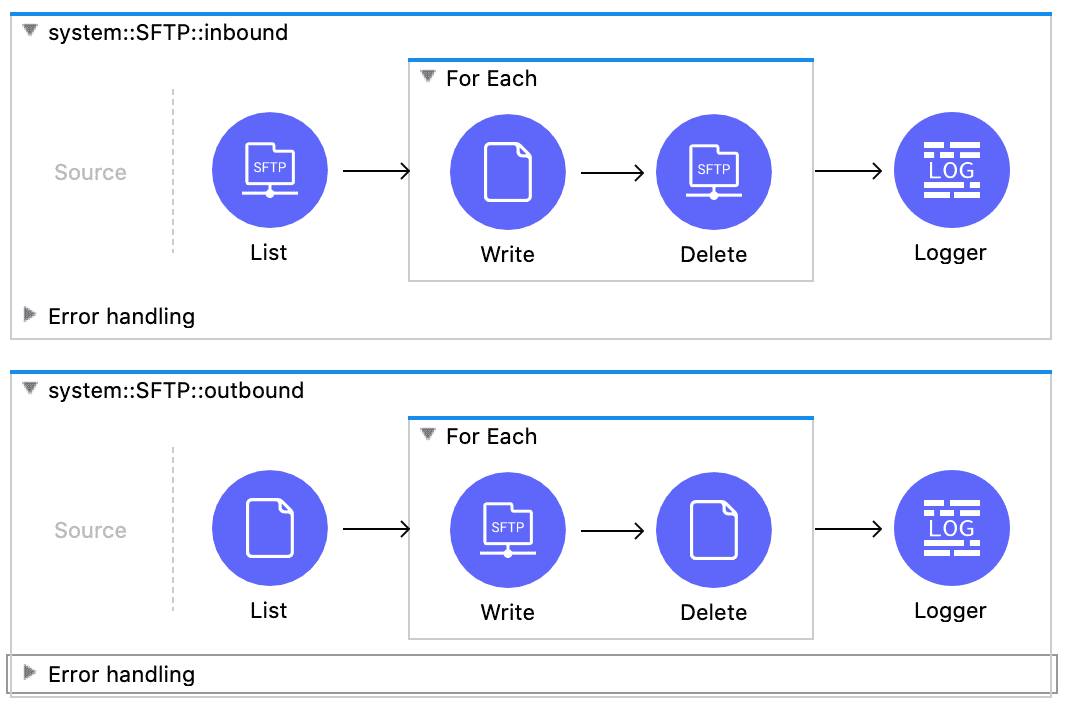 system::SFTP::inbound
For Each
Source
SFTP
SFTP
LOG
List
Write
Delete
Logger
Error handling
system::SFTP::outbound
For Each
Source
SFTP
LOG
List
Write
Delete
Logger
Error handling